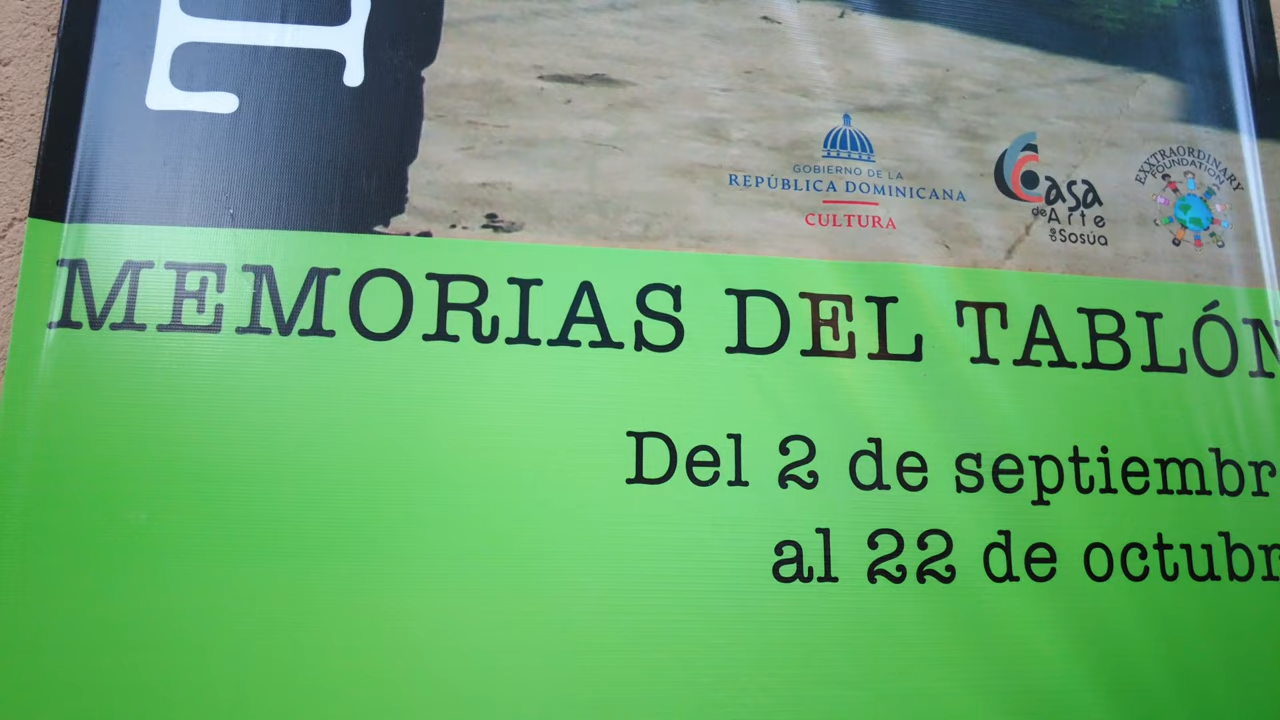 GOBIERNO DE LA
REPÚBLICA DOMINICANA
CULTURA
Casa
de Arte
de Sosúa
EXXTRAORDINARY
FOUNDATION
MEMORIAS DEL TABLÓN
Del 2 de septiembr
al 22 de octubr